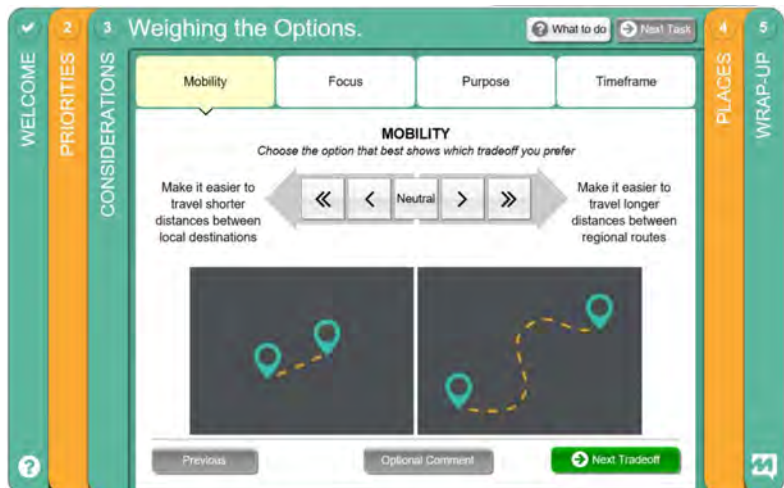 WELCOME
2
PRIORITIES
3
CONSIDERATIONS
Weighing the Options.
? What to do
Next Task
4
PLACES
5
WRAP-UP
Mobility
Focus
Purpose
Timeframe
MOBILITY
Choose the option that best shows which tradeoff you prefer
Make it easier to
travel shorter
distances between
local destinations
«
<
Neutral
>
»
Make it easier to
travel longer
distances between
regional routes
Previous
Optional Comment
Next Tradeoff
?